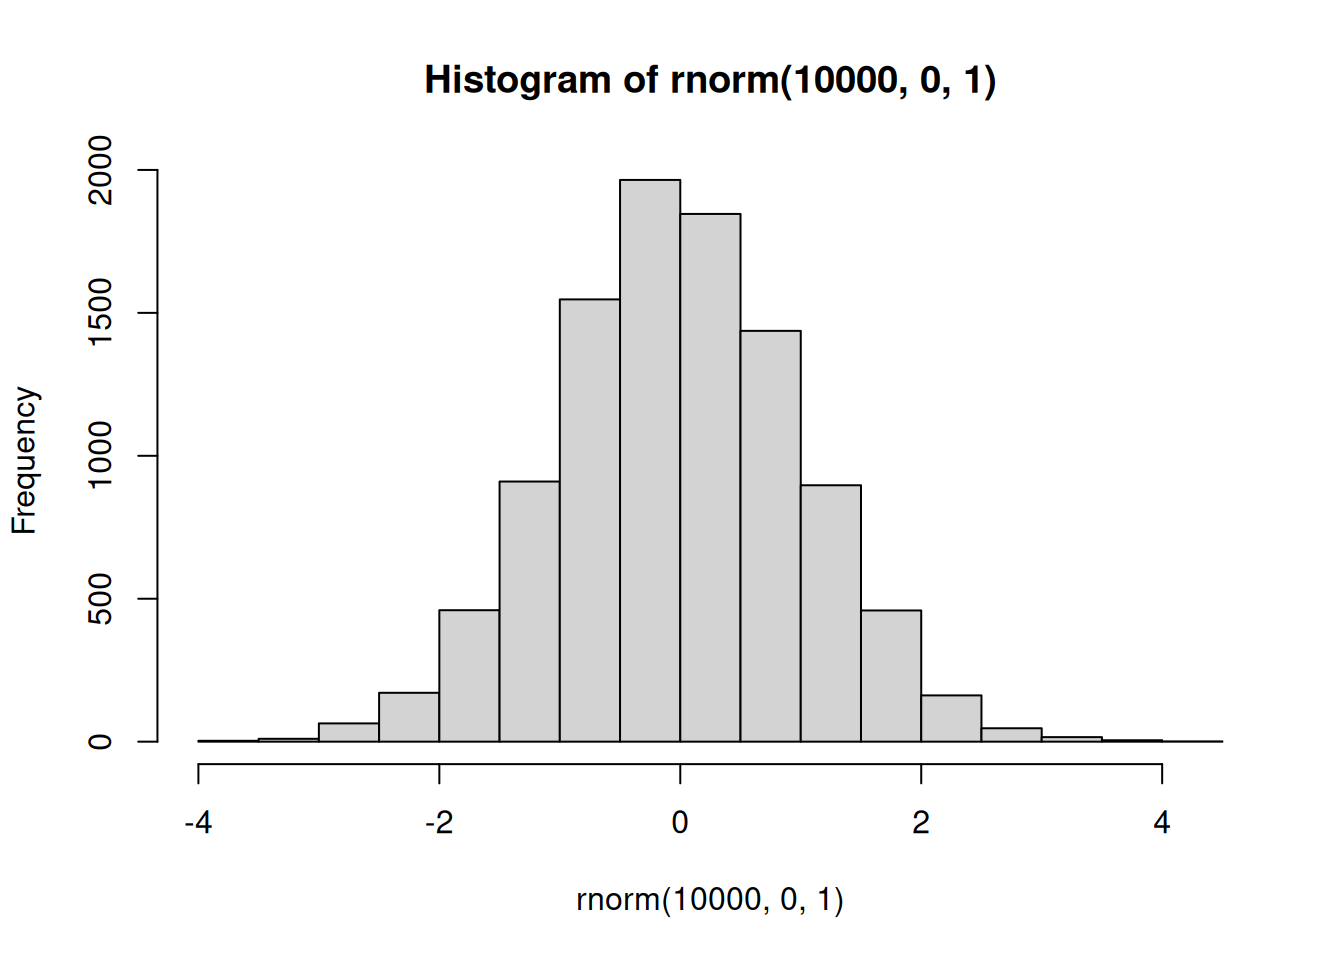 Histogram of rnorm(10000, 0, 1)
2000
1500
1000
500
0
Frequency
-4 -2 0 2 4
rnorm(10000, 0, 1)